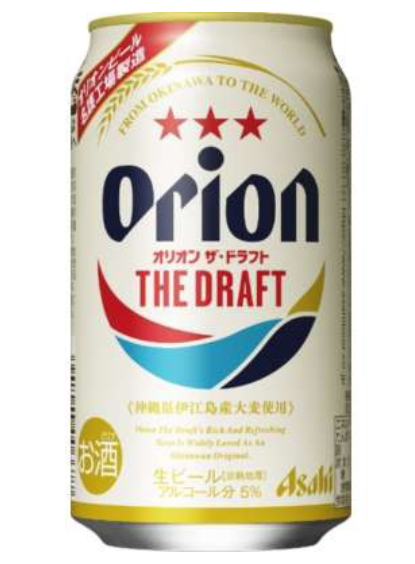 オリオンビール
名護工場製造
FROM OKINAWA TO THE WORLD
Orion
オリオン ザ・ドラフト
THE DRAFT
《沖縄県伊江島産大麦使用》
Orion The Draft's Rich And Refreshing
Taste Is Widely Loved As An
Okinawan Original.
お酒
生ビール(非熱処理)
アルコール分 5%
Asahi